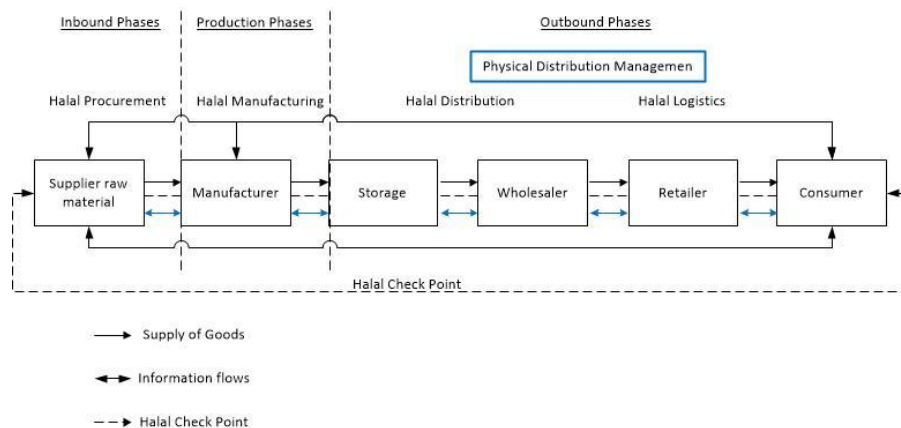 Inbound Phases
Production Phases
Outbound Phases
Physical Distribution Managemen
Halal Procurement
Halal Manufacturing
Halal Distribution
Halal Logistics
Supplier raw
material
Manufacturer
Storage
Wholesaler
Retailer
Consumer
Halal Check Point
Supply of Goods
Information flows
Halal Check Point